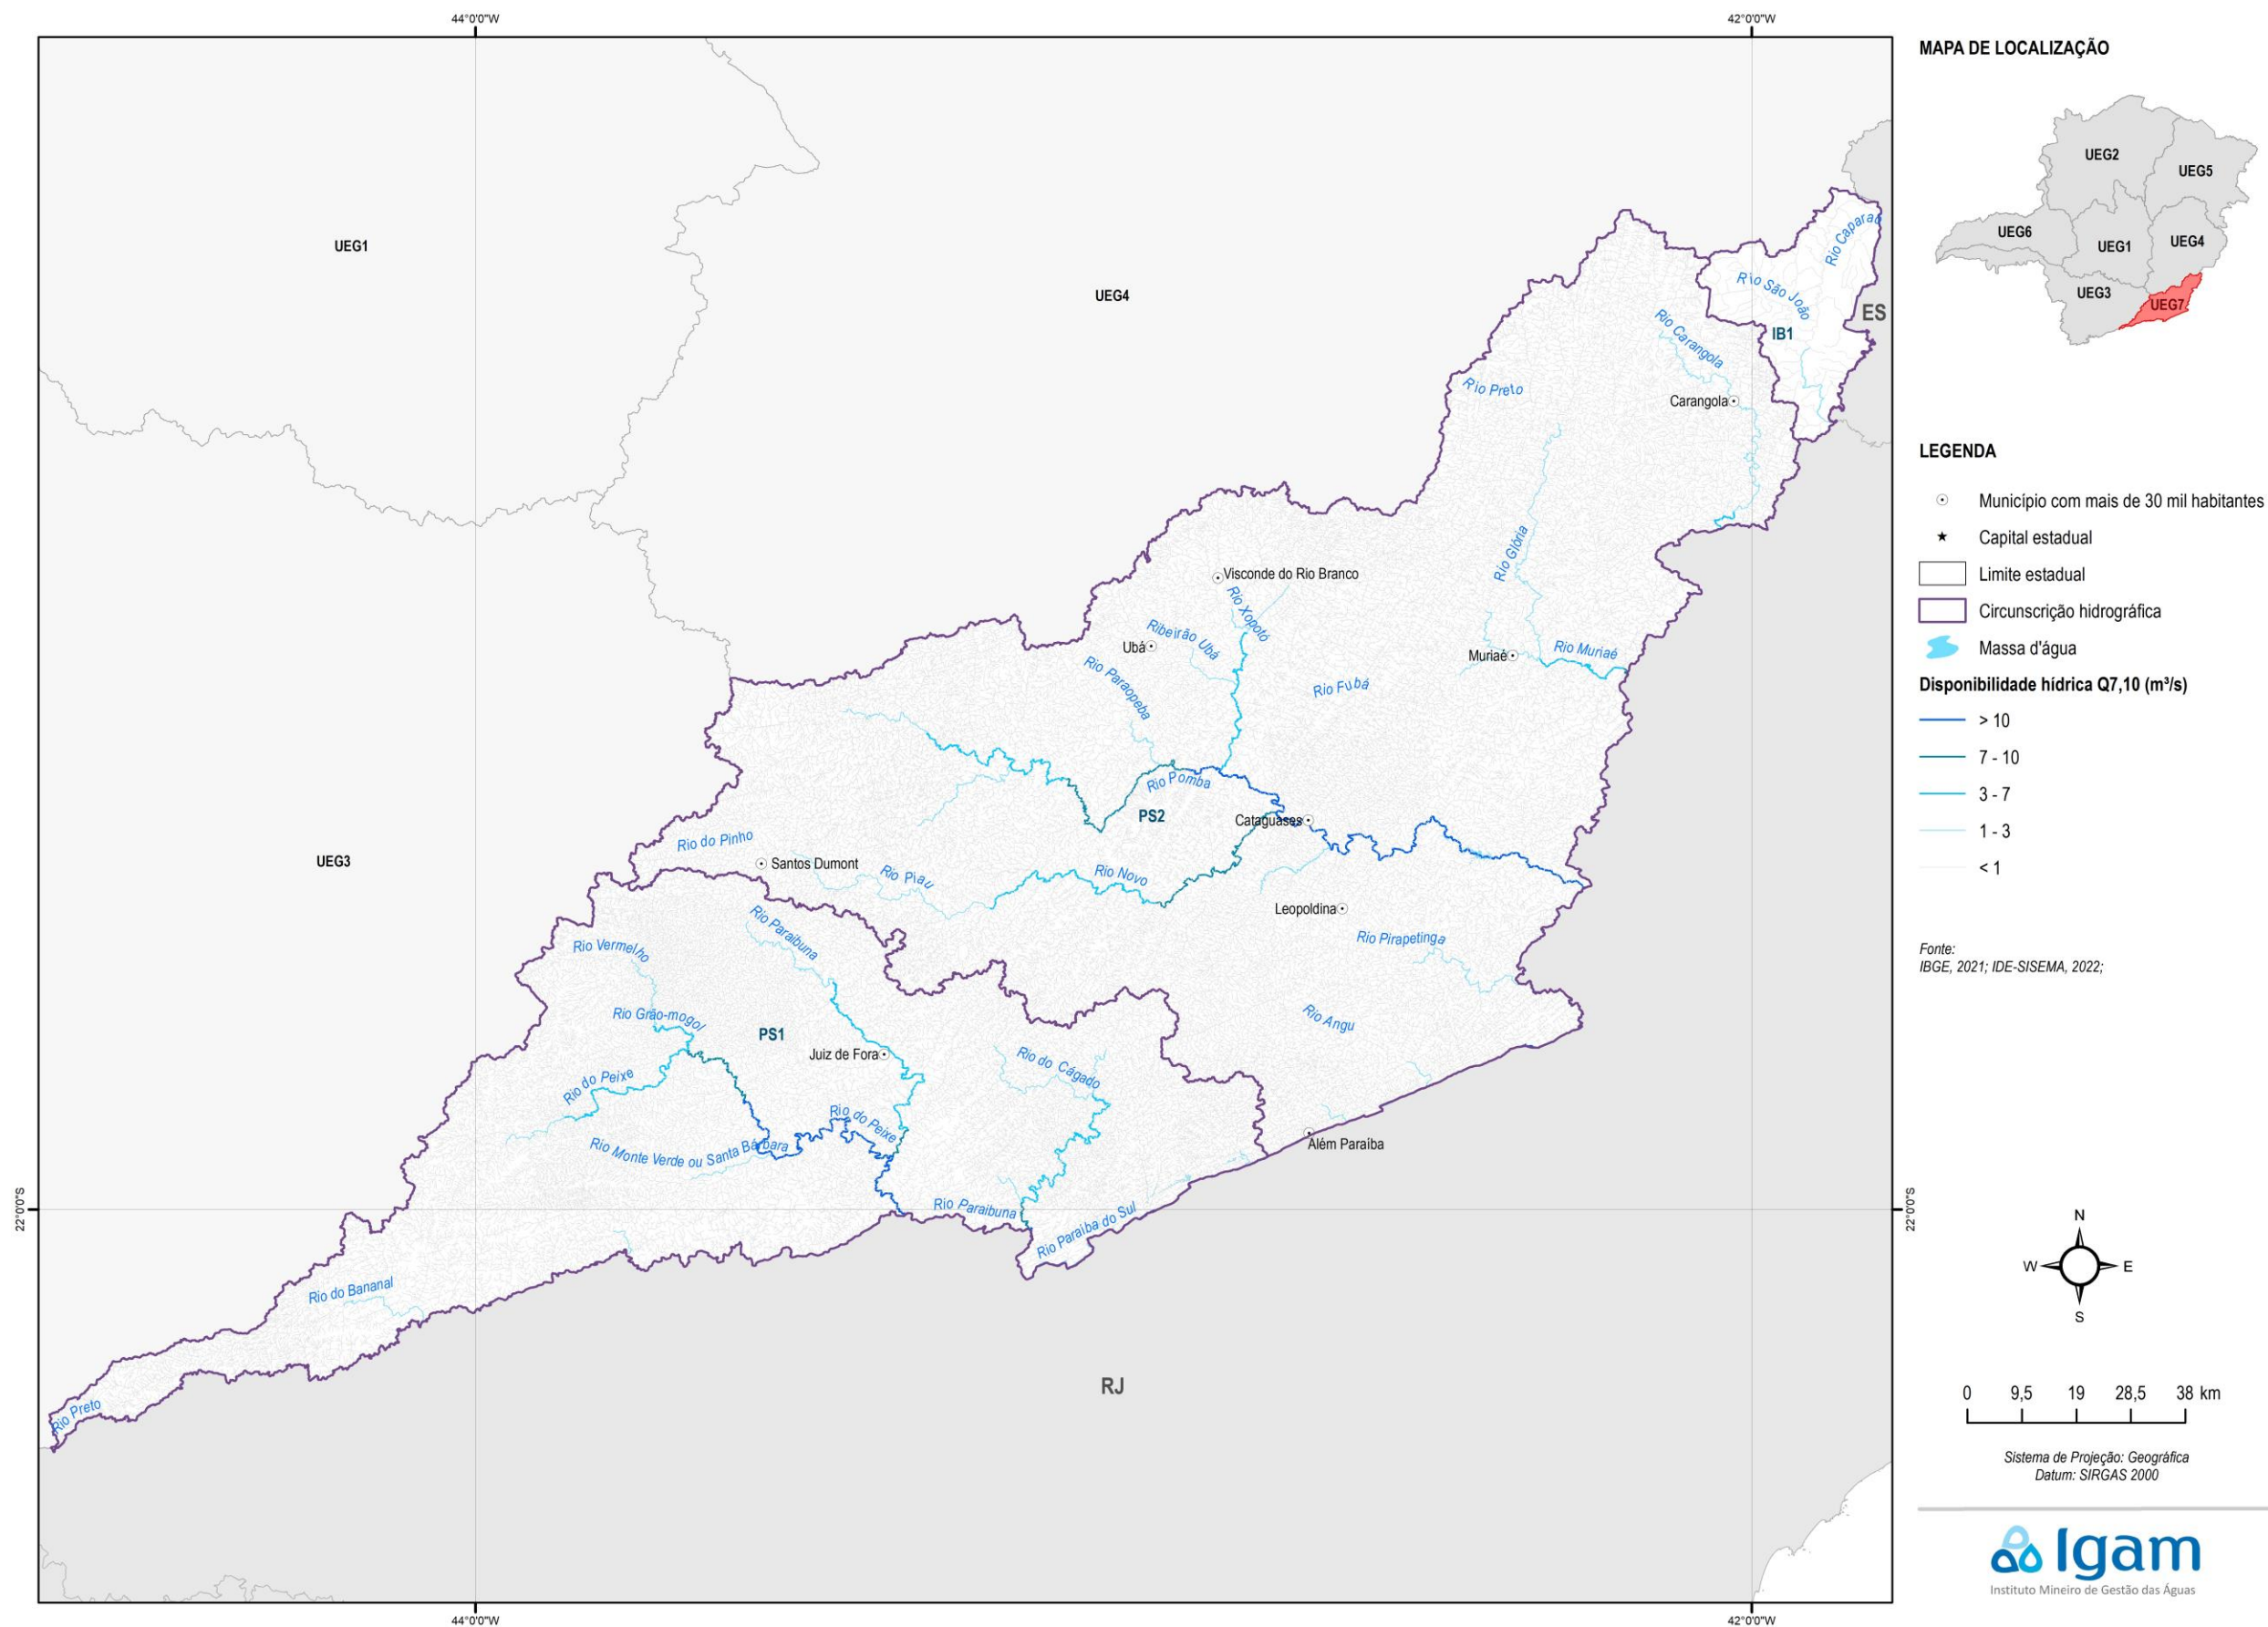 44°0'0"W
42°0'0"W
UEG1
UEG4
UEG3
ES
RJ
22°0'0"S
22°0'0"S
44°0'0"W
42°0'0"W
Rio Caparaó
Rio São João
IB1
Rio Carangola
Carangola
Rio Preto
Rio Glória
Visconde do Rio Branco
Rio Xopotó
Ribeirão Ubá
Ubá
Muriaé
Rio Muriaé
Rio Paraopeba
Rio Fubá
Rio Pomba
PS2
Cataguases
Rio do Pinho
Santos Dumont
Rio Piau
Rio Novo
Leopoldina
Rio Pirapetinga
Rio Paraibuna
Rio Vermelho
Rio Grão-mogol
PS1
Rio Angu
Juiz de Fora
Rio do Cágado
Rio do Peixe
Rio do Peixe
Rio Monte Verde ou Santa Bárbara
Além Paraíba
Rio Paraibuna
Rio Paraíba do Sul
Rio do Bananal
Rio Preto
MAPA DE LOCALIZAÇÃO
UEG2
UEG5
UEG6
UEG1
UEG4
UEG3
UEG7
LEGENDA
Município com mais de 30 mil habitantes
Capital estadual
Limite estadual
Circunscrição hidrográfica
Massa d'água
Disponibilidade hídrica Q7,10 (m³/s)
> 10
7 - 10
3 - 7
1 - 3
< 1
Fonte:
IBGE, 2021; IDE-SISEMA, 2022;
N
W E
S
0 9,5 19 28,5 38 km
Sistema de Projeção: Geográfica
Datum: SIRGAS 2000
Igam
Instituto Mineiro de Gestão das Águas